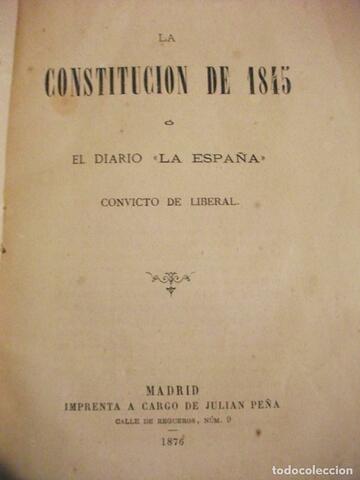 LA
CONSTITUCION DE 1845
Ó
EL DIARIO «LA ESPAÑA»
CONVICTO DE LIBERAL.
MADRID
IMPRENTA A CARGO DE JULIAN PEÑA
CALLE DE REGUEROS, NÚM. 9
1876
todocoleccion